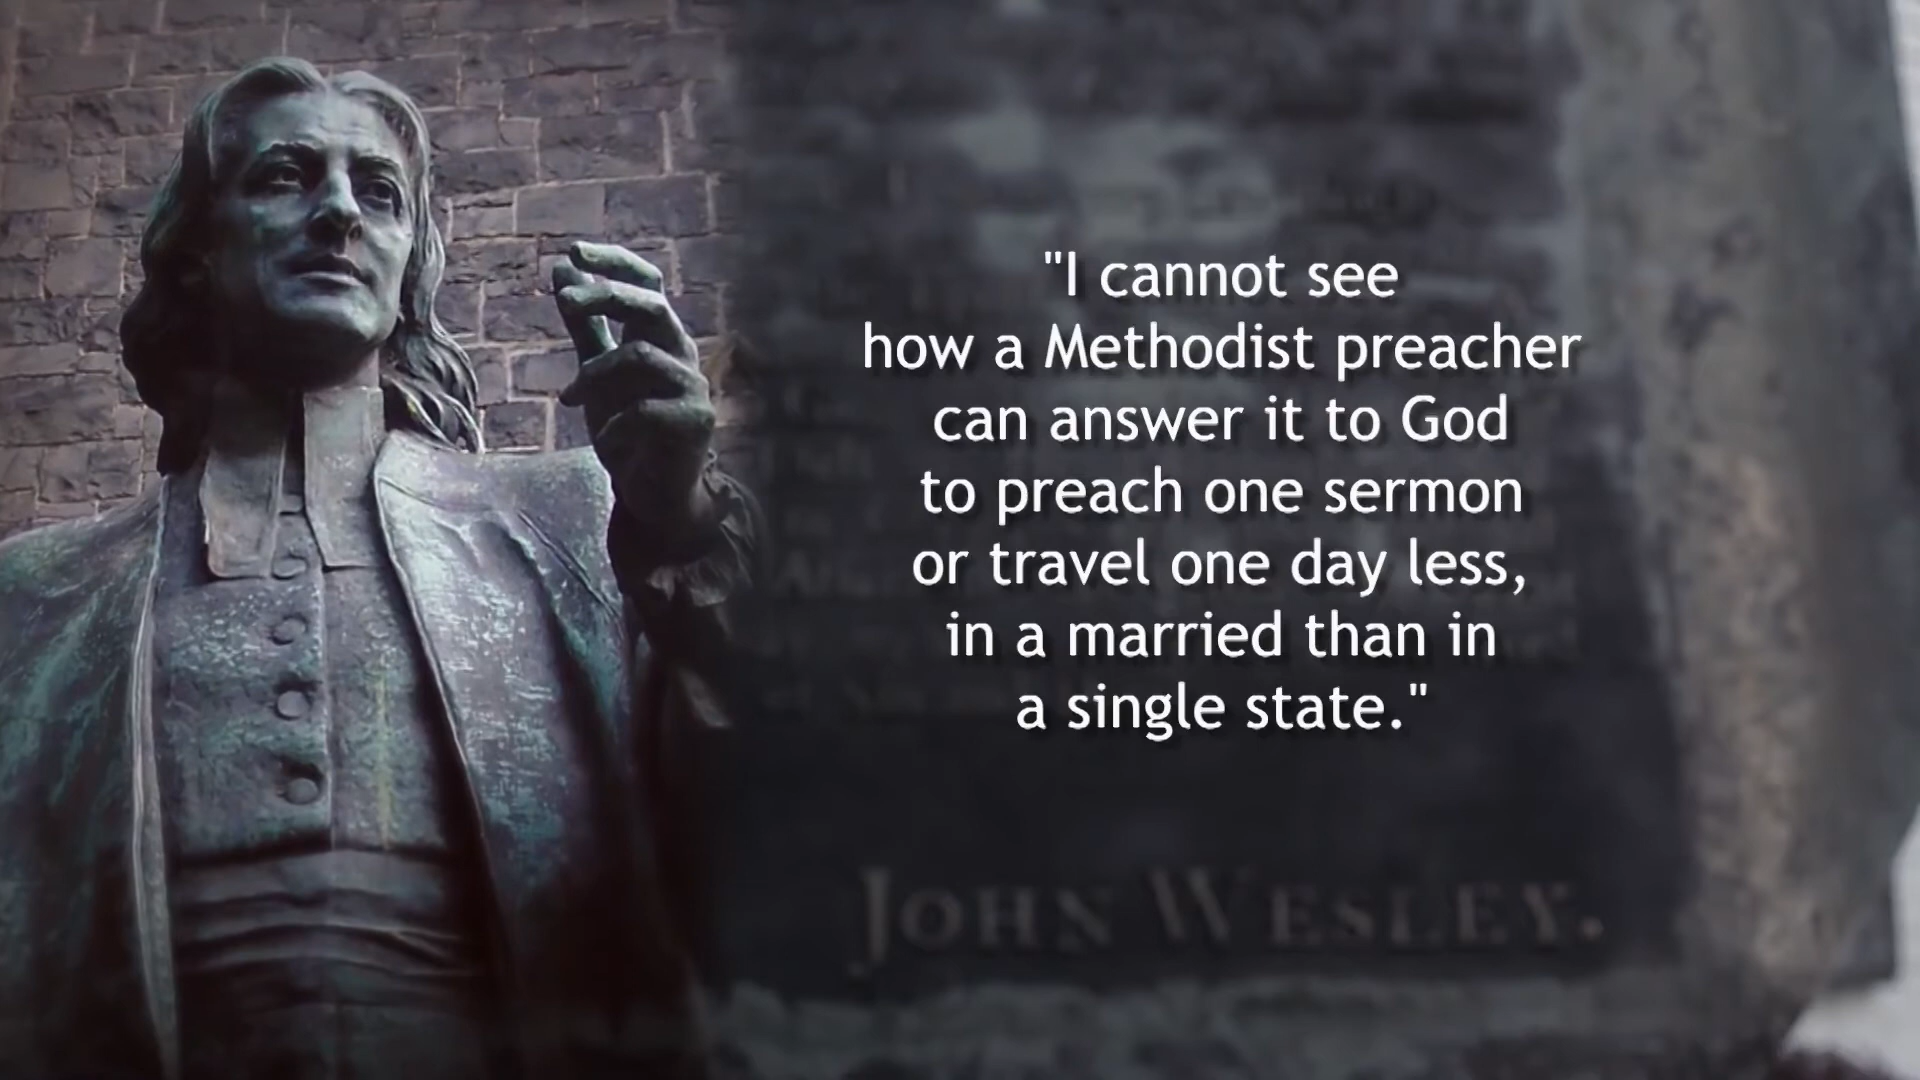 "I cannot see
how a Methodist preacher
can answer it to God
to preach one sermon
or travel one day less,
in a married than in
a single state."
JOHN WESLEY.